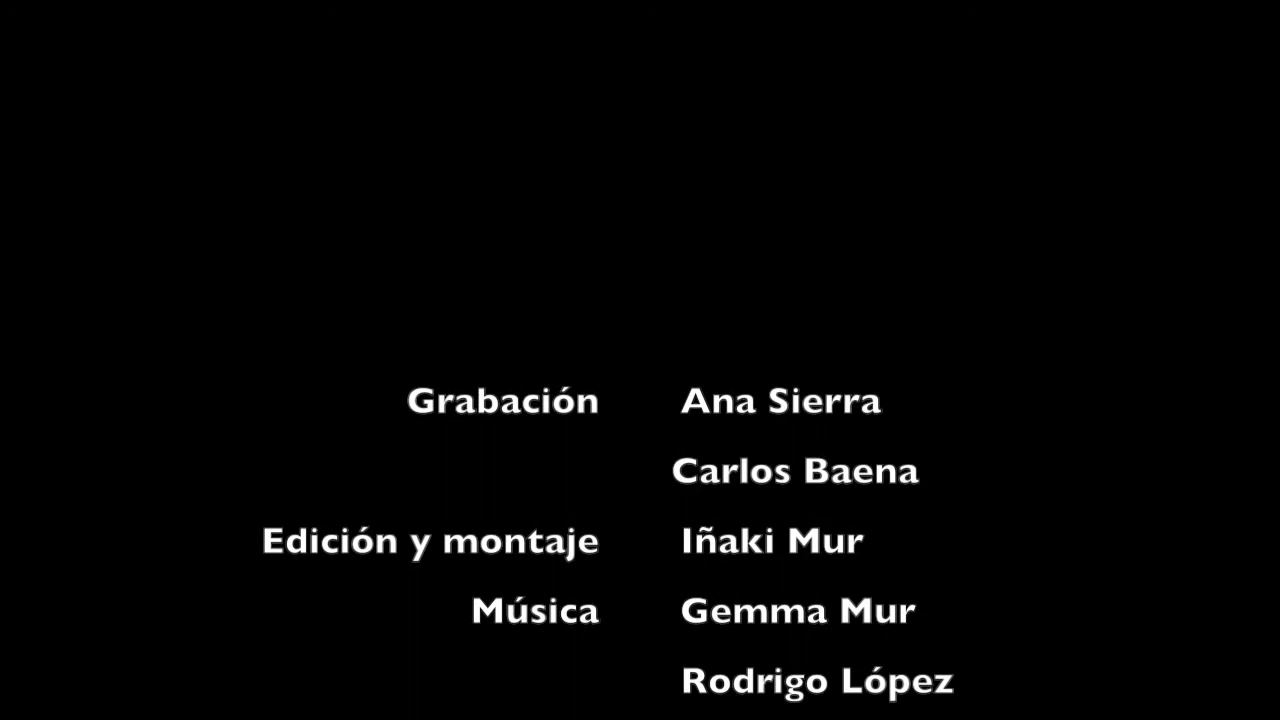 Grabación Ana Sierra
Carlos Baena
Edición y montaje Iñaki Mur
Música Gemma Mur
Rodrigo López